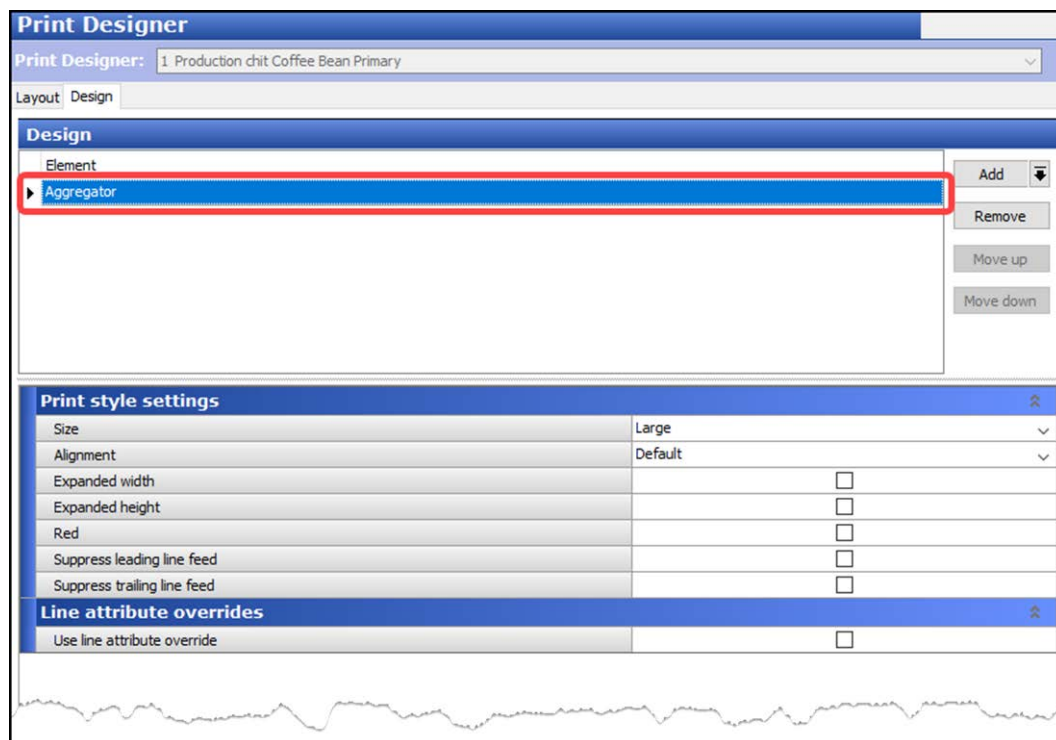 Print Designer
Print Designer: 1 Production chit Coffee Bean Primary
Layout Design
Design
Element
Add
Aggregator
Remove
Move up
Move down
Print style settings
Size Large
Alignment Default
Expanded width
Expanded height
Red
Suppress leading line feed
Suppress trailing line feed
Line attribute overrides
Use line attribute override